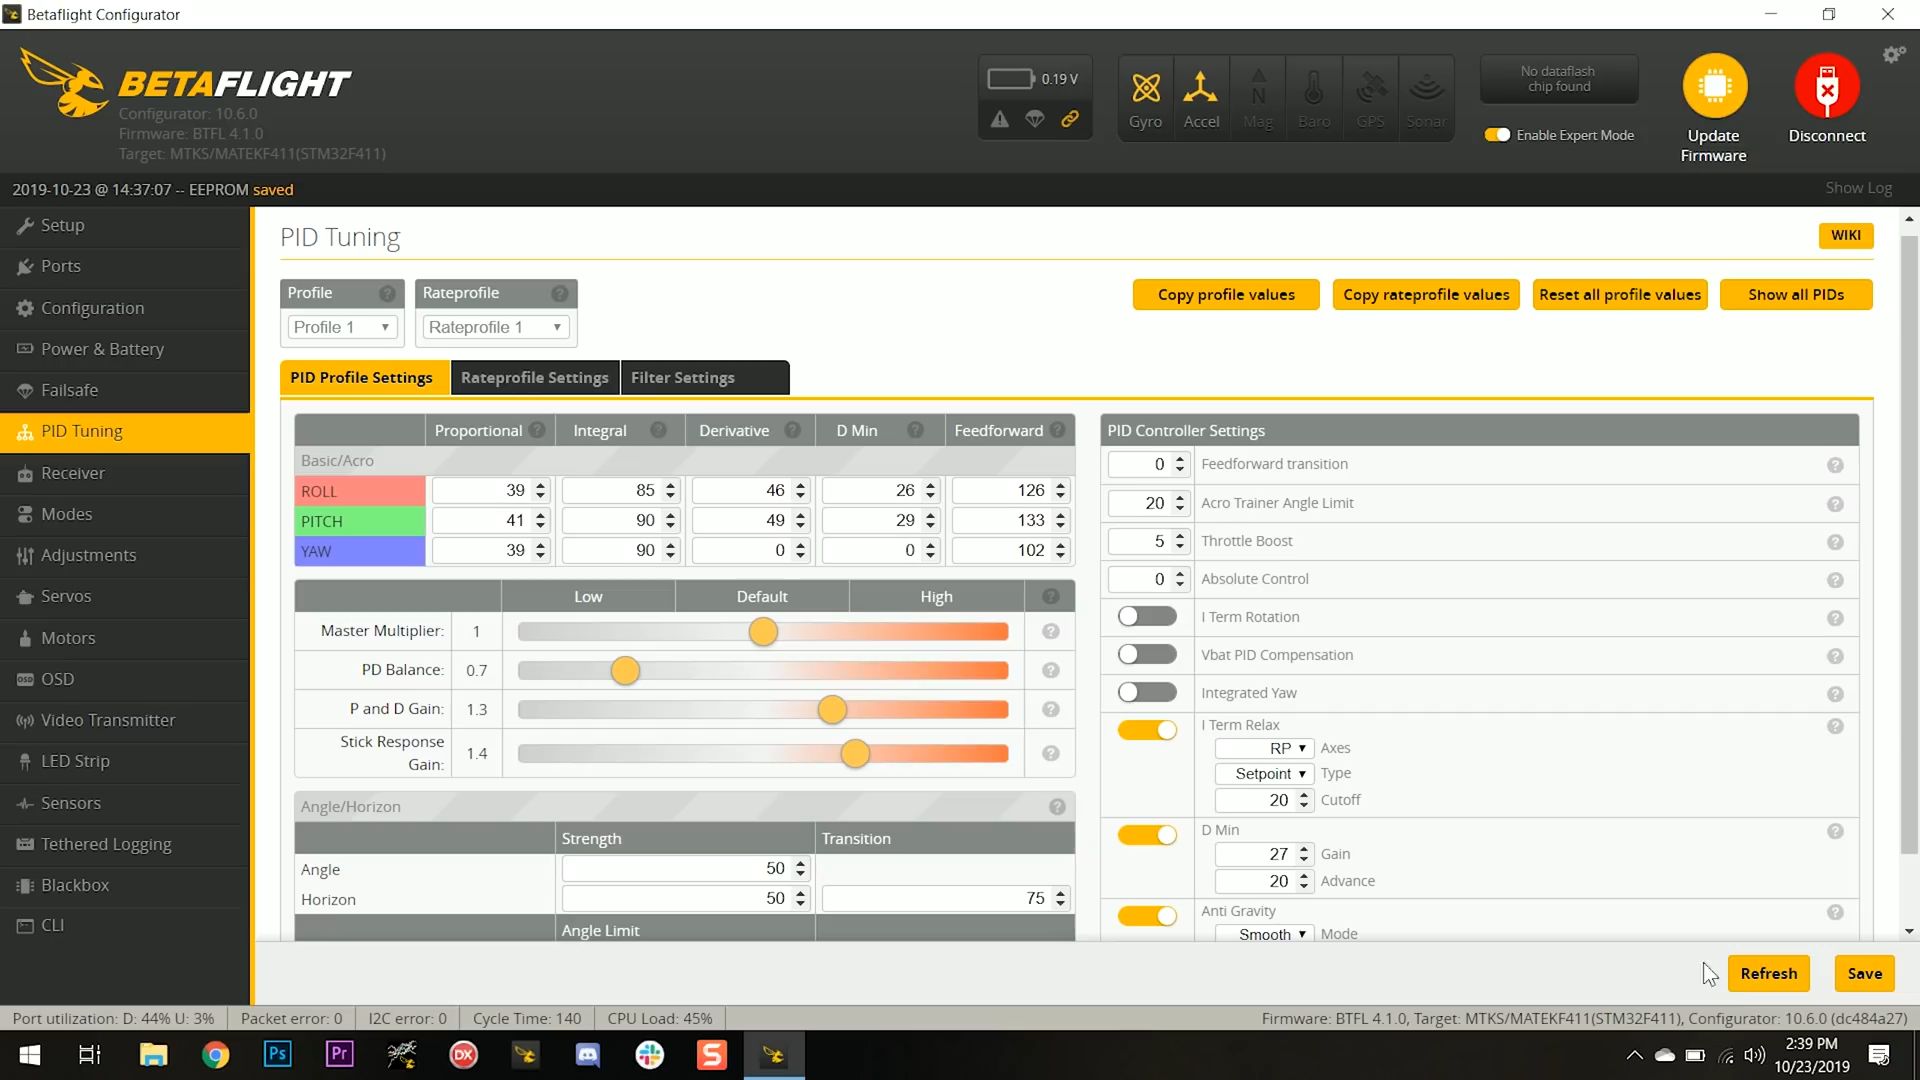 Betaflight Configurator
BETAFLIGHT
Configurator: 10.6.0
Firmware: BTFL 4.1.0
Target: MTKS/MATEKF411(STM32F411)
0.19 V
Gyro Accel Mag Baro GPS Sonar
No dataflash
chip found
Enable Expert Mode
Update
Firmware
Disconnect
2019-10-23 @ 14:37:07 -- EEPROM saved
Show Log
Setup
Ports
Configuration
Power & Battery
Failsafe
PID Tuning
Receiver
Modes
Adjustments
Servos
Motors
OSD
Video Transmitter
LED Strip
Sensors
Tethered Logging
Blackbox
CLI
PID Tuning
WIKI
Profile
Profile 1
Rateprofile
Rateprofile 1
Copy profile values
Copy rateprofile values
Reset all profile values
Show all PIDs
PID Profile Settings
Rateprofile Settings
Filter Settings
Proportional Integral Derivative D Min Feedforward
Basic/Acro
ROLL 39 85 46 26 126
PITCH 41 90 49 29 133
YAW 39 90 0 0 102
Low Default High
Master Multiplier: 1
PD Balance: 0.7
P and D Gain: 1.3
Stick Response
Gain: 1.4
Angle/Horizon
Strength Transition
Angle 50
Horizon 50 75
Angle Limit
PID Controller Settings
0 Feedforward transition
20 Acro Trainer Angle Limit
5 Throttle Boost
0 Absolute Control
I Term Rotation
Vbat PID Compensation
Integrated Yaw
I Term Relax
RP Axes
Setpoint Type
20 Cutoff
D Min
27 Gain
20 Advance
Anti Gravity
Smooth Mode
Refresh
Save
Port utilization: D: 44% U: 3%
Packet error: 0
I2C error: 0
Cycle Time: 140
CPU Load: 45%
Firmware: BTFL 4.1.0, Target: MTKS/MATEKF411(STM32F411), Configurator: 10.6.0 (dc484a27)
Ps
Pr
DX
S
2:39 PM
10/23/2019